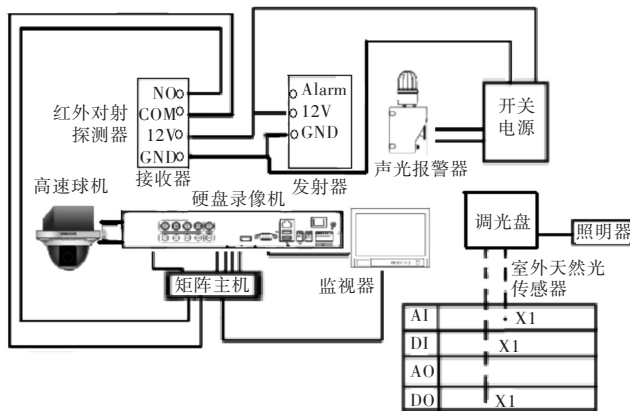 NO
COM
12V
GND
红外对射
探测器
接收器
Alarm
12V
GND
发射器
声光报警器
开关
电源
高速球机
硬盘录像机
矩阵主机
监视器
调光盘
照明器
室外天然光
传感器
AI
X1
DI
X1
AO
DO
X1